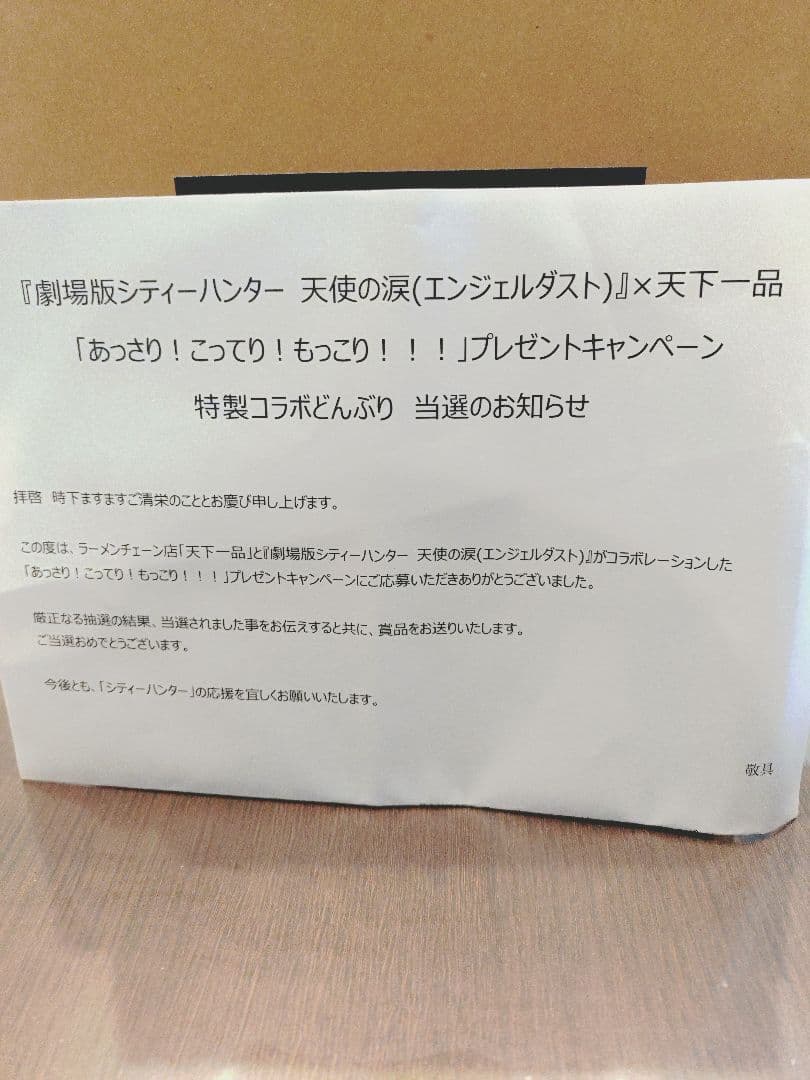 『劇場版シティーハンター 天使の涙(エンジェルダスト)』×天下一品
「あっさり！こってり！もっこり！！！」プレゼントキャンペーン
特製コラボどんぶり 当選のお知らせ
拝啓 時下ますますご清栄のこととお慶び申し上げます。
この度は、ラーメンチェーン店「天下一品」と『劇場版シティーハンター 天使の涙(エンジェルダスト)』がコラボレーションした
「あっさり！こってり！もっこり！！！」プレゼントキャンペーンにご応募いただきありがとうございました。
厳正なる抽選の結果、当選されました事をお伝えすると共に、賞品をお送りいたします。
ご当選おめでとうございます。
今後とも、「シティーハンター」の応援を宜しくお願いいたします。
敬具